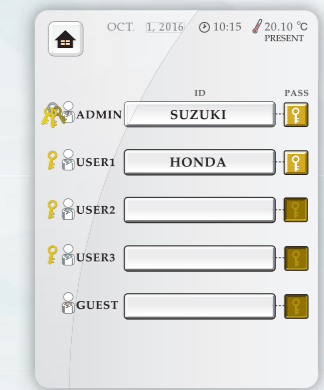 OCT. 1, 2016 10:15 20.10 °C
PRESENT
ID PASS
ADMIN SUZUKI
USER1 HONDA
USER2
USER3
GUEST